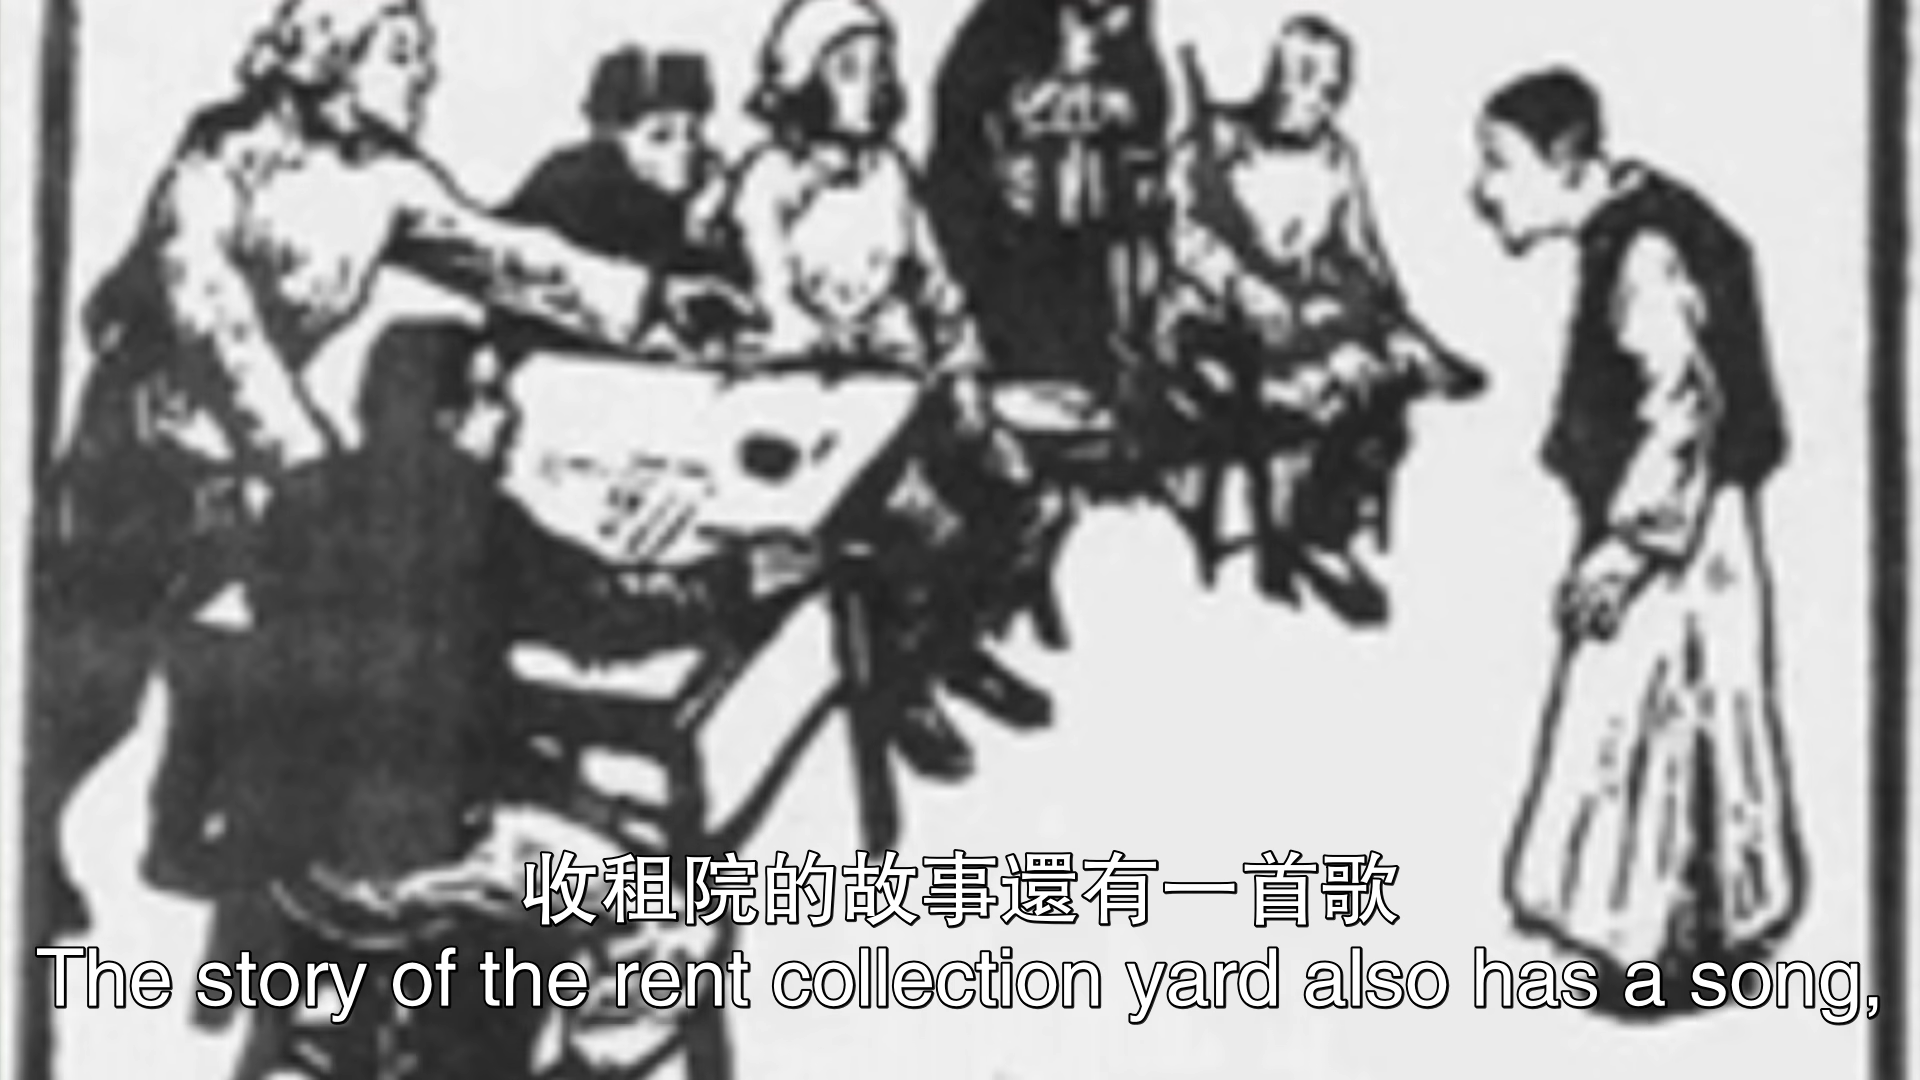 收租院的故事還有一首歌
The story of the rent collection yard also has a song,